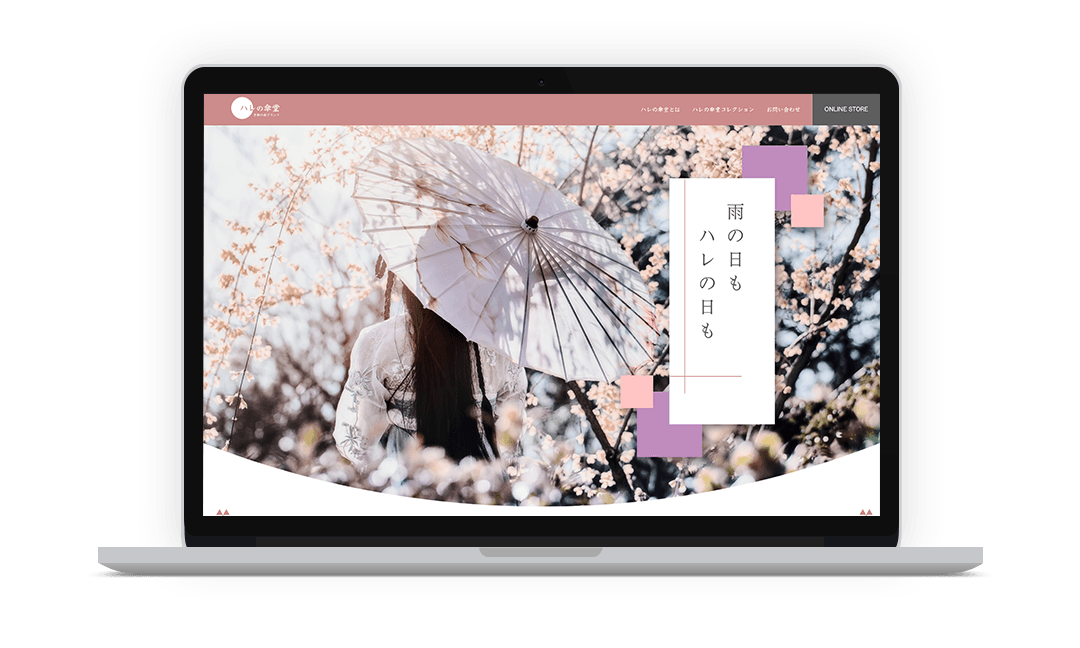 ハレの傘堂
ハレの傘堂とは
ハレの傘堂コレクション
お問い合わせ
ONLINE STORE
雨の日も
ハレの日も